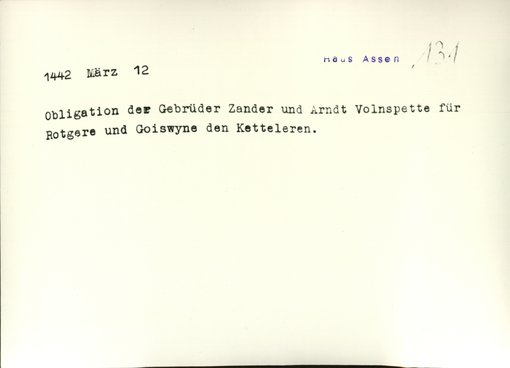 Haus Assen 131
1442 März 12
Obligation der Gebrüder Zander und Arndt Volnspette für
Rotgere und Goiswyne den Ketteleren.